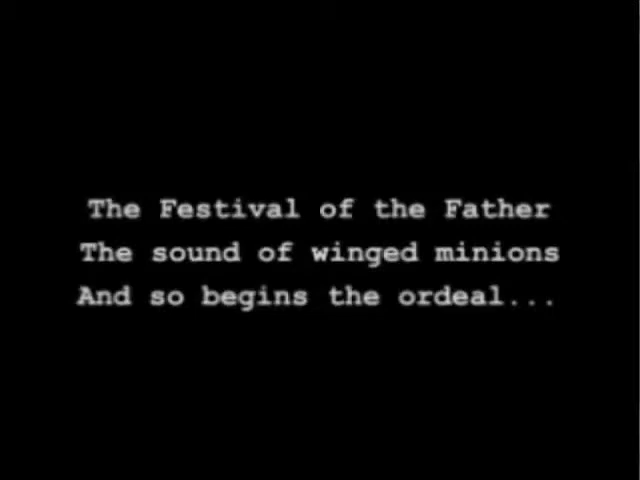 The Festival of the Father
The sound of winged minions
And so begins the ordeal...